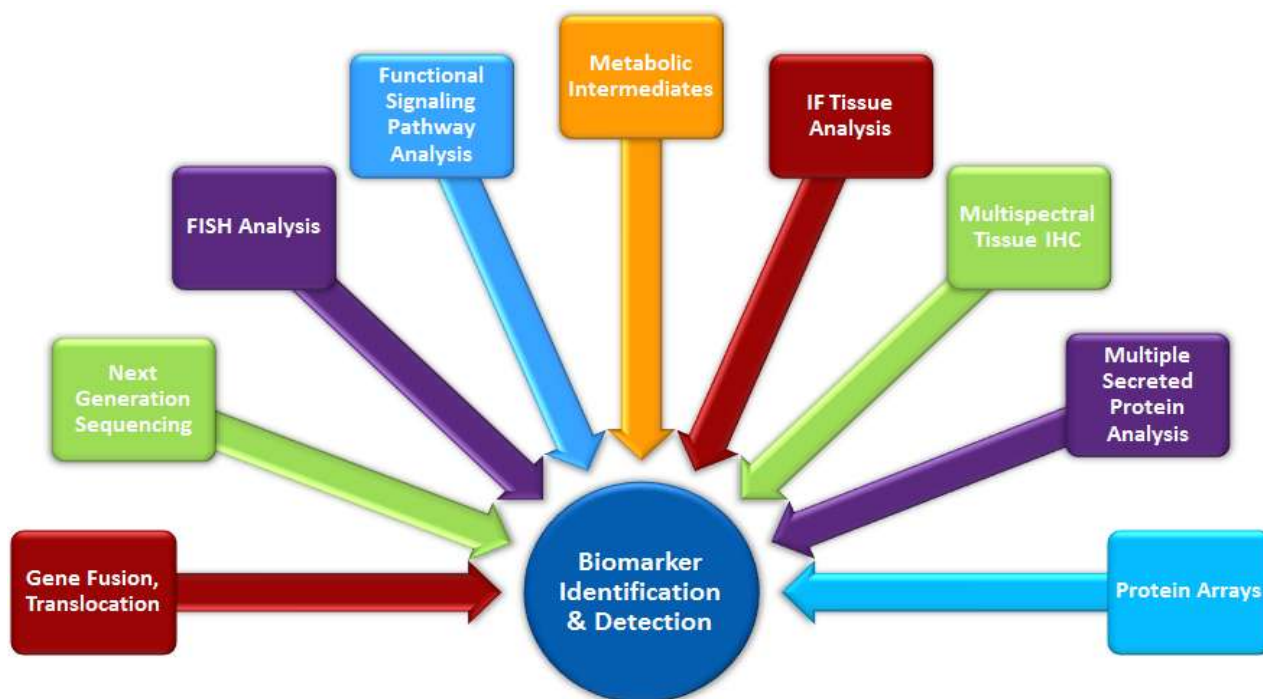 Metabolic
Intermediates
Functional
Signaling
Pathway
Analysis
IF Tissue
Analysis
FISH Analysis
Multispectral
Tissue IHC
Next
Generation
Sequencing
Multiple
Secreted
Protein
Analysis
Gene Fusion,
Translocation
Biomarker
Identification
& Detection
Protein Arrays